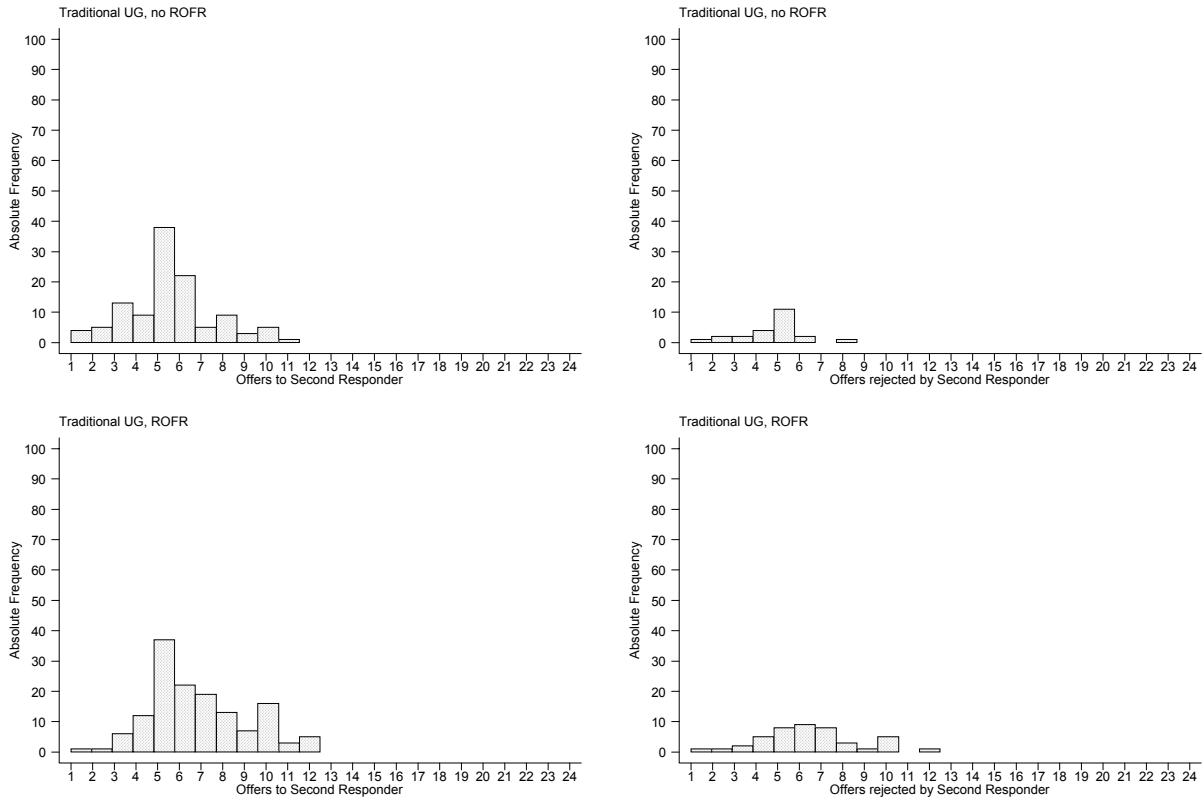 Traditional UG, no ROFR
100
90
80
70
60
50
40
30
20
10
0
Absolute Frequency
1 2 3 4 5 6 7 8 9 10 11 12 13 14 15 16 17 18 19 20 21 22 23 24
Offers to Second Responder
Traditional UG, no ROFR
100
90
80
70
60
50
40
30
20
10
0
Absolute Frequency
1 2 3 4 5 6 7 8 9 10 11 12 13 14 15 16 17 18 19 20 21 22 23 24
Offers rejected by Second Responder
Traditional UG, ROFR
100
90
80
70
60
50
40
30
20
10
0
Absolute Frequency
1 2 3 4 5 6 7 8 9 10 11 12 13 14 15 16 17 18 19 20 21 22 23 24
Offers to Second Responder
Traditional UG, ROFR
100
90
80
70
60
50
40
30
20
10
0
Absolute Frequency
1 2 3 4 5 6 7 8 9 10 11 12 13 14 15 16 17 18 19 20 21 22 23 24
Offers rejected by Second Responder